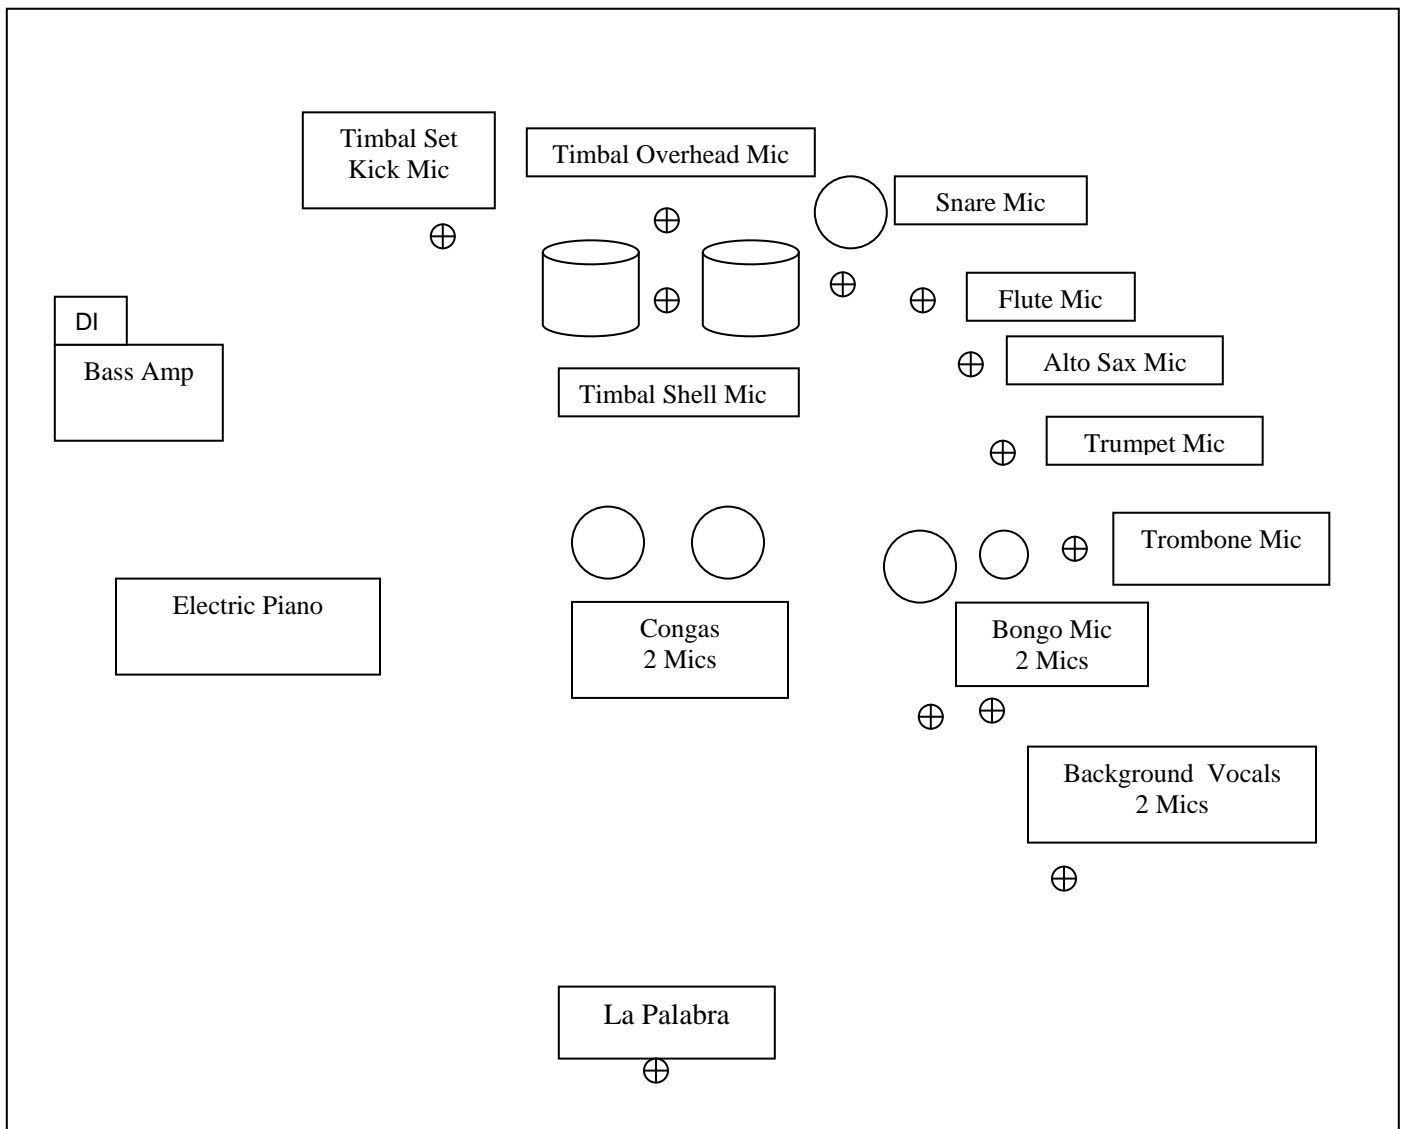 Timbal Set
Kick Mic
Timbal Overhead Mic
Snare Mic
Flute Mic
DI
Bass Amp
Alto Sax Mic
Timbal Shell Mic
Trumpet Mic
Trombone Mic
Electric Piano
Congas
2 Mics
Bongo Mic
2 Mics
Background  Vocals
2 Mics
La Palabra